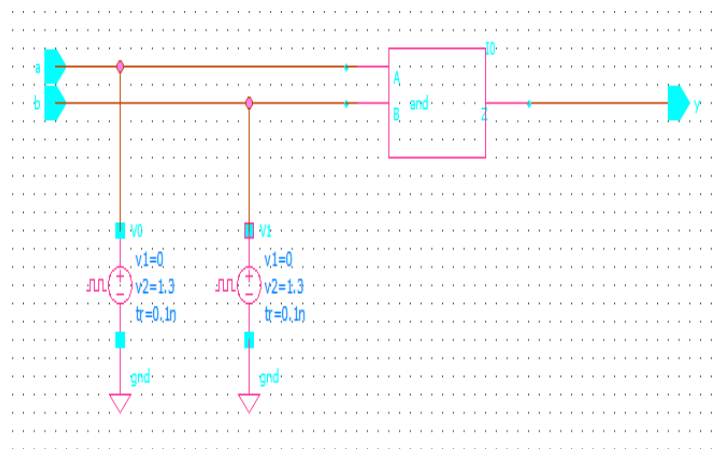 I0
a
A
b
B
and
Z
y
V0
V1
v1=0
v1=0
v2=1.3
v2=1.3
tr=0.1n
tr=0.1n
gnd
gnd